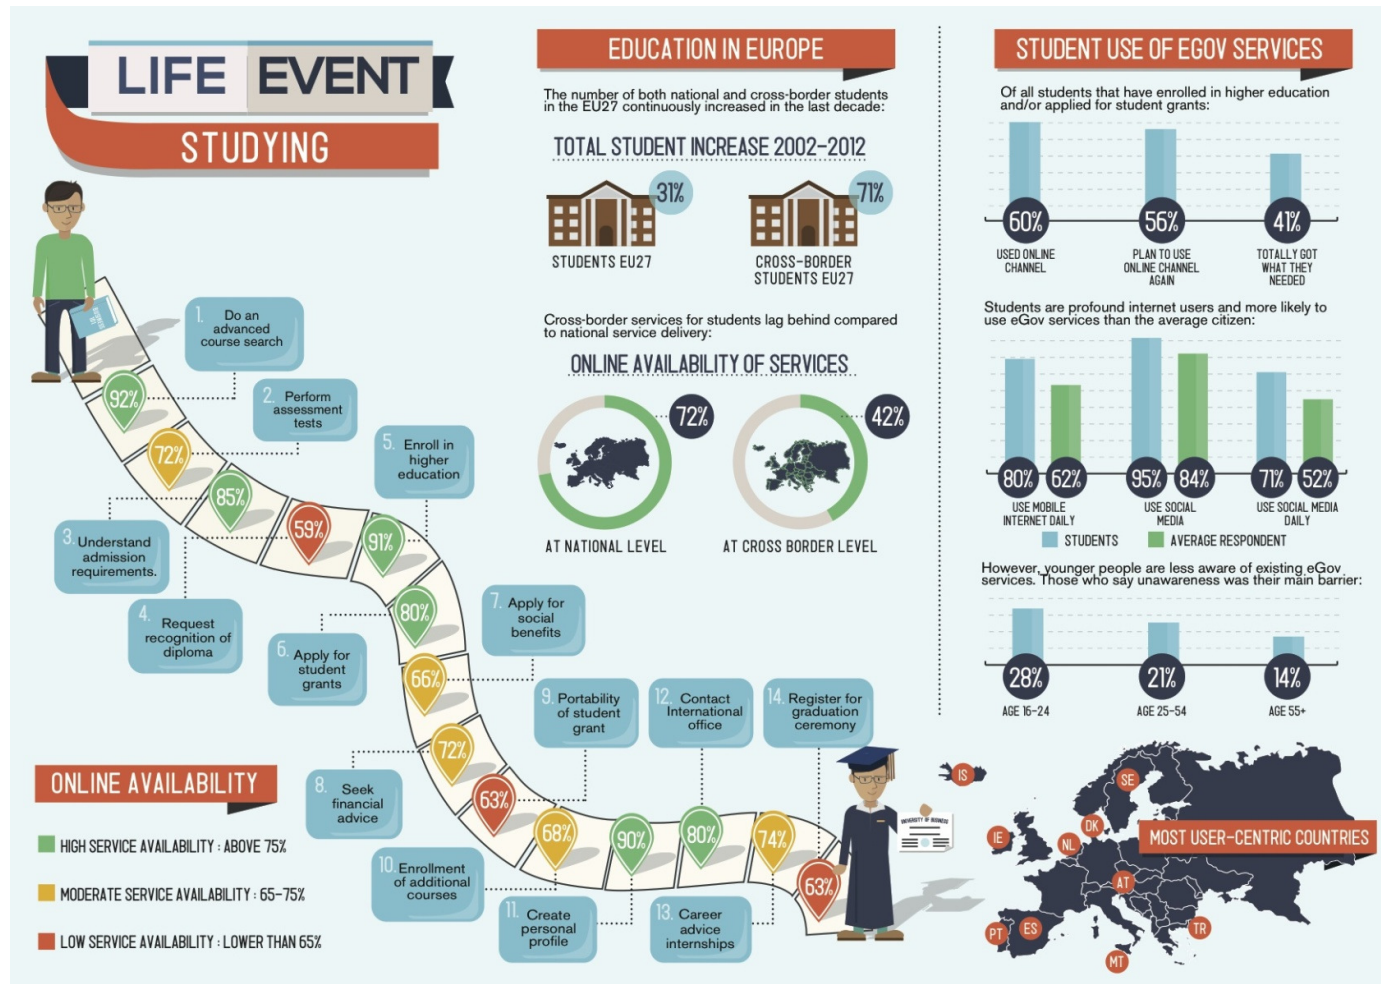 LIFE EVENT
STUDYING
1. Do an
advanced
course search
92%
2. Perform
assessment
tests
72%
3. Understand
admission
requirements.
85%
4. Request
recognition of
diploma
59%
5. Enroll in
higher
education
91%
6. Apply for
student
grants
80%
7. Apply for
social
benefits
66%
8. Seek
financial
advice
72%
9. Portability
of student
grant
63%
10. Enrollment
of additional
courses
68%
11. Create
personal
profile
90%
12. Contact
International
office
80%
13. Career
advice
internships
74%
14. Register for
graduation
ceremony
63%
UNIVERSITY OF BUSINESS
ONLINE AVAILABILITY
HIGH SERVICE AVAILABILITY : ABOVE 75%
MODERATE SERVICE AVAILABILITY : 65-75%
LOW SERVICE AVAILABILITY : LOWER THAN 65%
EDUCATION IN EUROPE
The number of both national and cross-border students
in the EU27 continuously increased in the last decade:
TOTAL STUDENT INCREASE 2002-2012
31%
71%
STUDENTS EU27
CROSS-BORDER
STUDENTS EU27
Cross-border services for students lag behind compared
to national service delivery:
ONLINE AVAILABILITY OF SERVICES
72%
42%
AT NATIONAL LEVEL
AT CROSS BORDER LEVEL
STUDENT USE OF EGOV SERVICES
Of all students that have enrolled in higher education
and/or applied for student grants:
60%
56%
41%
USED ONLINE
CHANNEL
PLAN TO USE
ONLINE CHANNEL
AGAIN
TOTALLY GOT
WHAT THEY
NEEDED
Students are profound internet users and more likely to
use eGov services than the average citizen:
80% 62%
95% 84%
71% 52%
USE MOBILE
INTERNET DAILY
USE SOCIAL
MEDIA
USE SOCIAL MEDIA
DAILY
STUDENTS
AVERAGE RESPONDENT
However, younger people are less aware of existing eGov
services. Those who say unawareness was their main barrier:
28%
21%
14%
AGE 16-24
AGE 25-54
AGE 55+
MOST USER-CENTRIC COUNTRIES
IS
SE
IE
DK
NL
AT
PT
ES
TR
MT